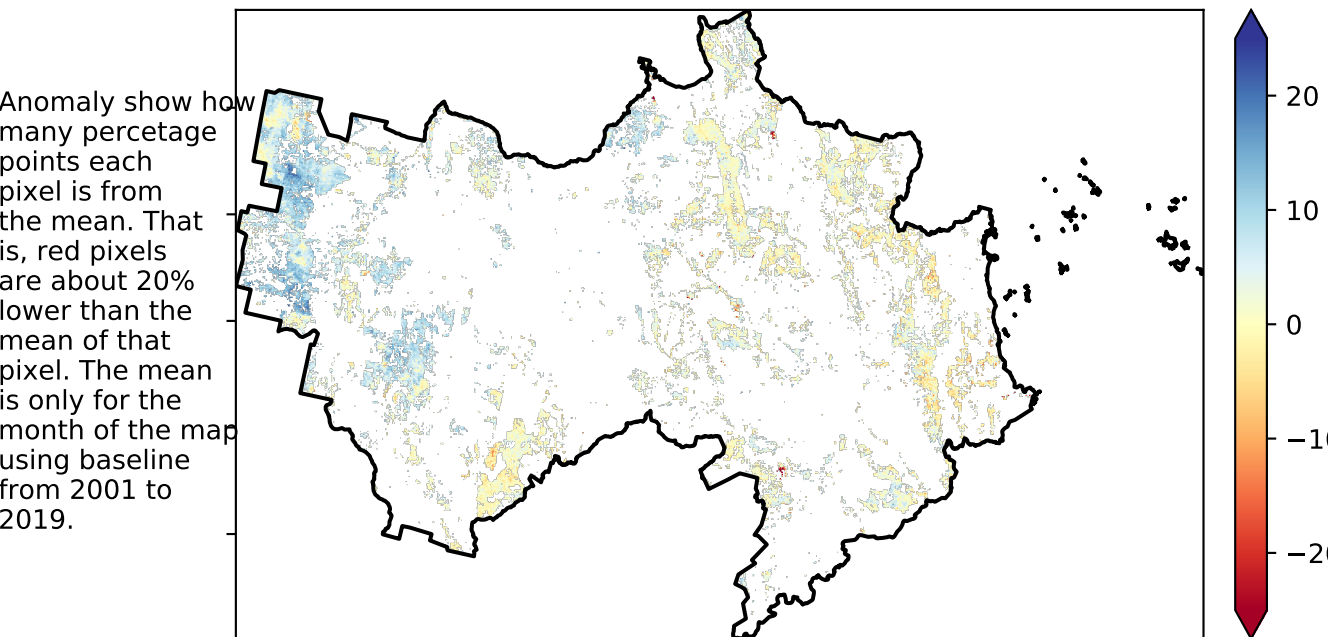 Anomaly show how
many percetage
points each
pixel is from
the mean. That
is, red pixels
are about 20%
lower than the
mean of that
pixel. The mean
is only for the
month of the map
using baseline
from 2001 to
2019.
20
10
0
−10
−20